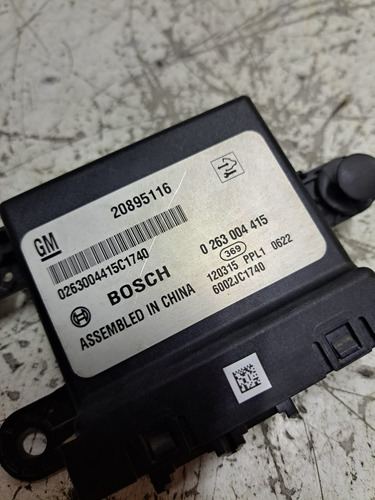 GM
20895116
0263004415C1740
0 263 004 415
BOSCH
369
120315 PPL1 0622
ASSEMBLED IN CHINA
6002JC1740